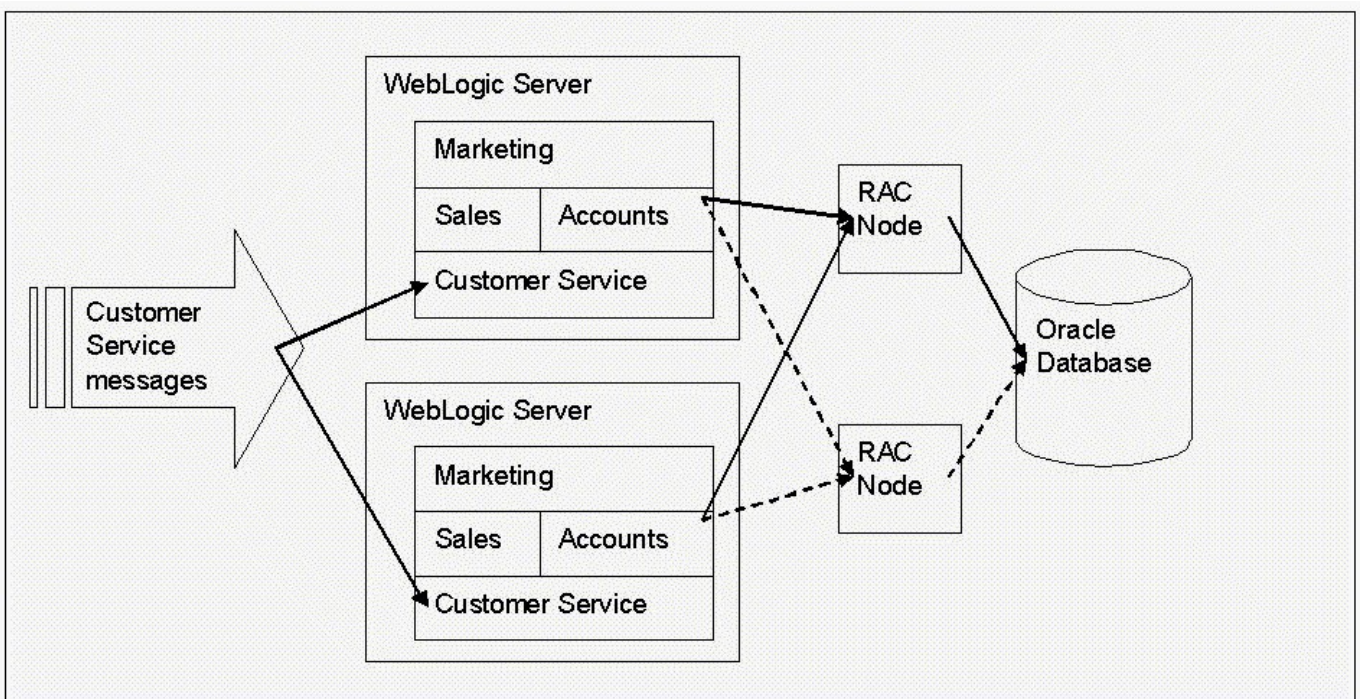 Customer
Service
messages
WebLogic Server
Marketing
Sales
Accounts
Customer Service
WebLogic Server
Marketing
Sales
Accounts
Customer Service
RAC
Node
RAC
Node
Oracle
Database